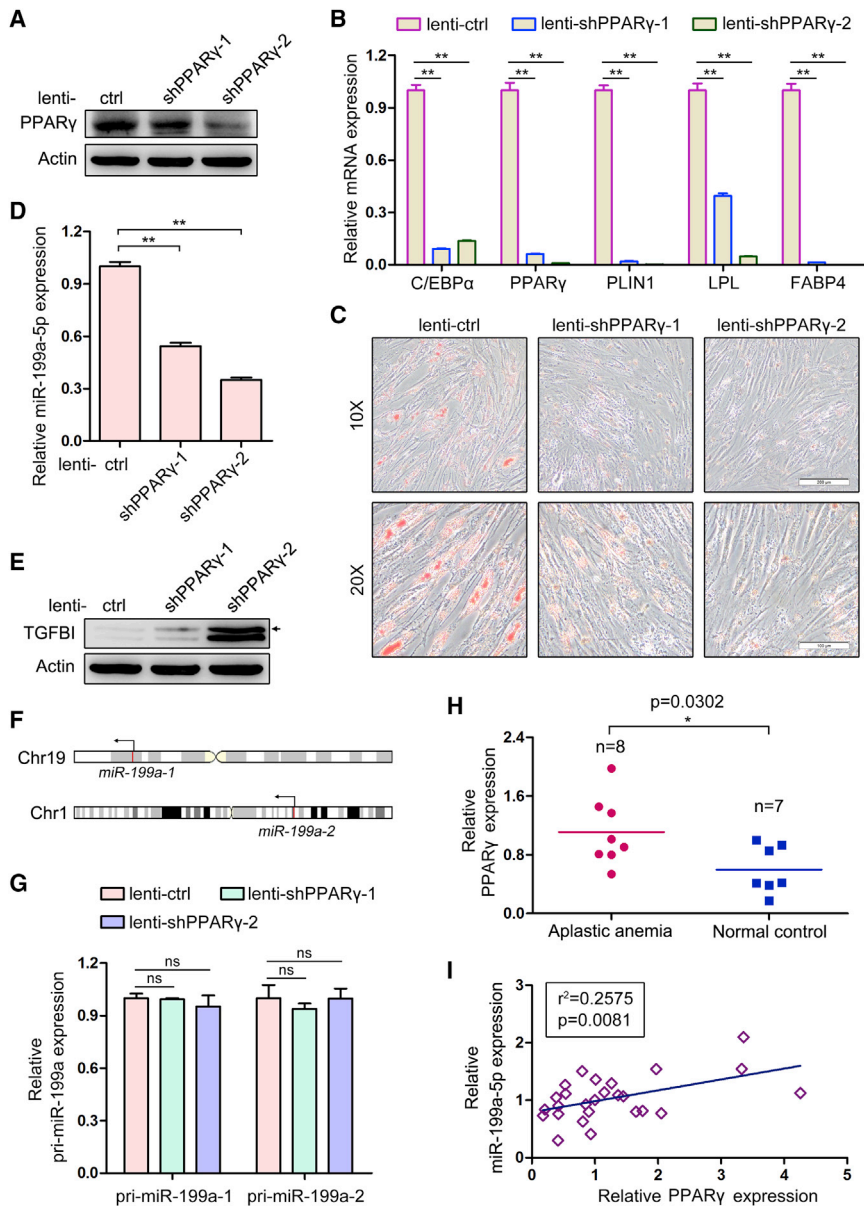 A
lenti- ctrl shPPARγ-1 shPPARγ-2
PPARγ
Actin
B
lenti-ctrl lenti-shPPARγ-1 lenti-shPPARγ-2
Relative mRNA expression
1.2
0.9
0.6
0.3
0.0
** ** ** ** **
** ** ** ** **
C/EBPα PPARγ PLIN1 LPL FABP4
C
lenti-ctrl lenti-shPPARγ-1 lenti-shPPARγ-2
10X
20X
D
Relative miR-199a-5p expression
1.2
0.9
0.6
0.3
0.0
**
**
lenti- ctrl shPPARγ-1 shPPARγ-2
E
lenti- ctrl shPPARγ-1 shPPARγ-2
TGFBI
Actin
F
Chr19
miR-199a-1
Chr1
miR-199a-2
G
lenti-ctrl lenti-shPPARγ-1
lenti-shPPARγ-2
Relative
pri-miR-199a expression
1.2
0.9
0.6
0.3
0.0
ns ns
ns ns
pri-miR-199a-1 pri-miR-199a-2
H
p=0.0302
*
n=8
n=7
Relative
PPARγ expression
2.4
1.6
0.8
0.0
Aplastic anemia Normal control
I
r²=0.2575
p=0.0081
Relative
miR-199a-5p expression
3
2
1
0
0 1 2 3 4 5
Relative PPARγ expression